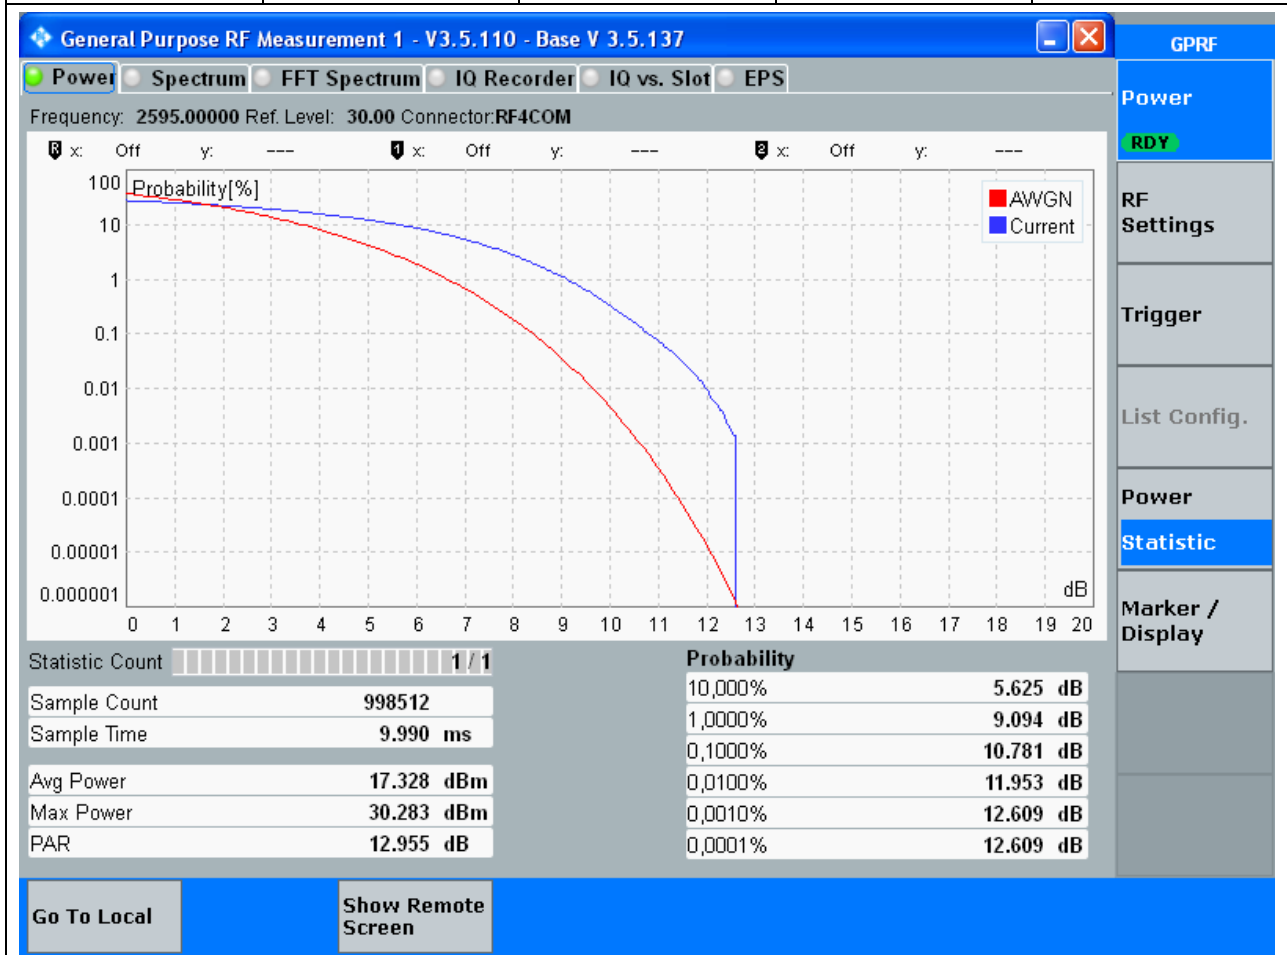 General Purpose RF Measurement 1 - V3.5.110 - Base V 3.5.137
GPRF
Power Spectrum FFT Spectrum IQ Recorder IQ vs. Slot EPS
Frequency: 2595.00000 Ref. Level: 30.00 Connector:RF4COM
R x: Off y: --- 1 x: Off y: --- 2 x: Off y: ---
Probability[%]
AWGN
Current
100
10
1
0.1
0.01
0.001
0.0001
0.00001
0.000001
dB
0 1 2 3 4 5 6 7 8 9 10 11 12 13 14 15 16 17 18 19 20
Statistic Count 1 / 1
Sample Count 998512
Sample Time 9.990 ms
Avg Power 17.328 dBm
Max Power 30.283 dBm
PAR 12.955 dB
Probability
10,000% 5.625 dB
1,0000% 9.094 dB
0,1000% 10.781 dB
0,0100% 11.953 dB
0,0010% 12.609 dB
0,0001% 12.609 dB
Power
RDY
RF
Settings
Trigger
List Config.
Power
Statistic
Marker /
Display
Go To Local
Show Remote
Screen